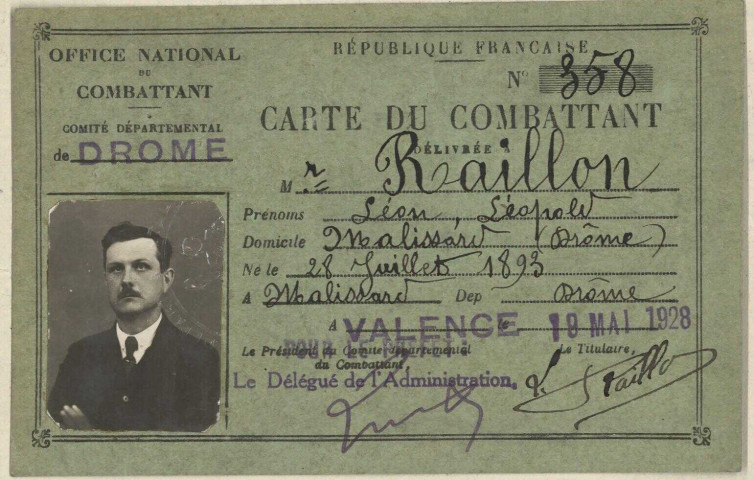 OFFICE NATIONAL
DU
COMBATTANT
COMITÉ DÉPARTEMENTAL
de DROME
RÉPUBLIQUE FRANÇAISE
N° 358
CARTE DU COMBATTANT
DÉLIVRÉE A
Mr Raillon
Prénoms Léon, Léopold
Domicile Malissard (Drôme)
Né le 28 Juillet 1893
A Malissard Dep Drôme
A VALENCE le 19 MAI 1928
Le Président du Comité départemental
du Combattant,
Le Titulaire,
Le Délégué de l'Administration,
L. Raillon